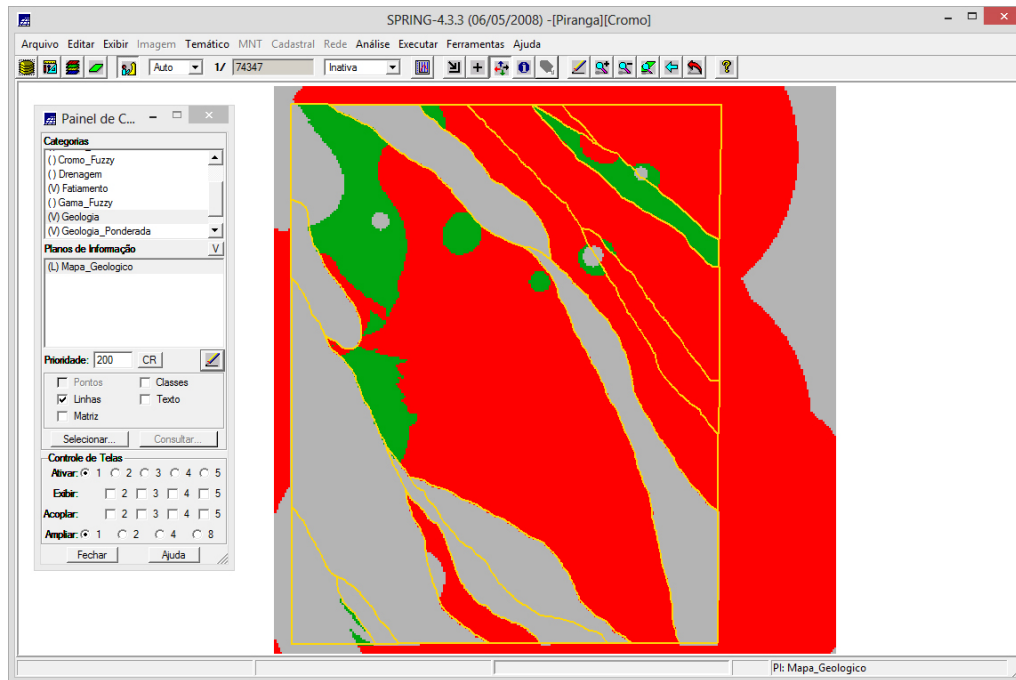 SPRING-4.3.3 (06/05/2008) -[Piranga][Cromo]
Arquivo Editar Exibir Imagem Temático MNT Cadastral Rede Análise Executar Ferramentas Ajuda
Auto 1/ 74347 Inativa
Painel de C...
Categorias
( ) Cromo_Fuzzy
( ) Drenagem
(V) Fatiamento
( ) Gama_Fuzzy
(V) Geologia
(V) Geologia_Ponderada
Planos de Informação V
(L) Mapa_Geologico
Prioridade: 200 CR
Pontos Classes
Linhas Texto
Matriz
Selecionar... Consultar...
Controle de Telas
Ativar: 1 2 3 4 5
Exibir: 2 3 4 5
Acoplar: 2 3 4 5
Ampliar: 1 2 4 8
Fechar Ajuda
PI: Mapa_Geologico